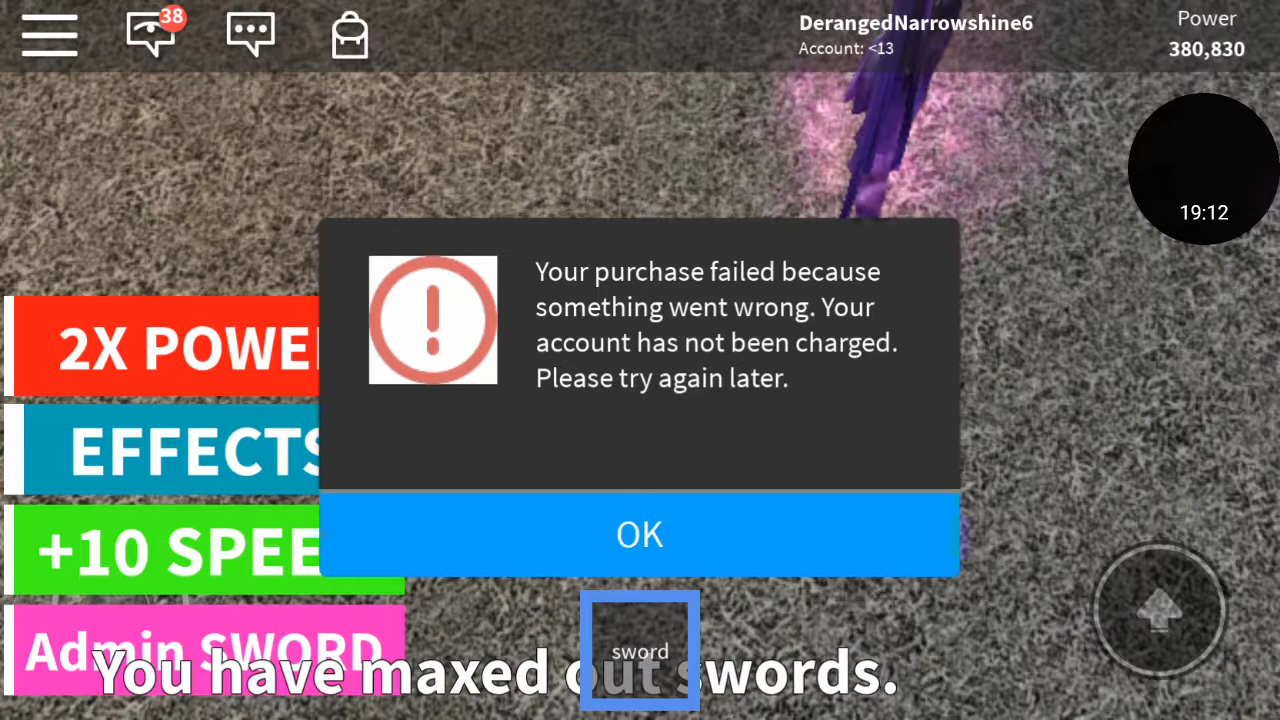 38
DerangedNarrowshine6
Account: <13
Power
380,830
19:12
Your purchase failed because
something went wrong. Your
account has not been charged.
Please try again later.
OK
2X POWE
EFFECTS
+10 SPEE
Admin SWORD
sword
You have maxed out swords.